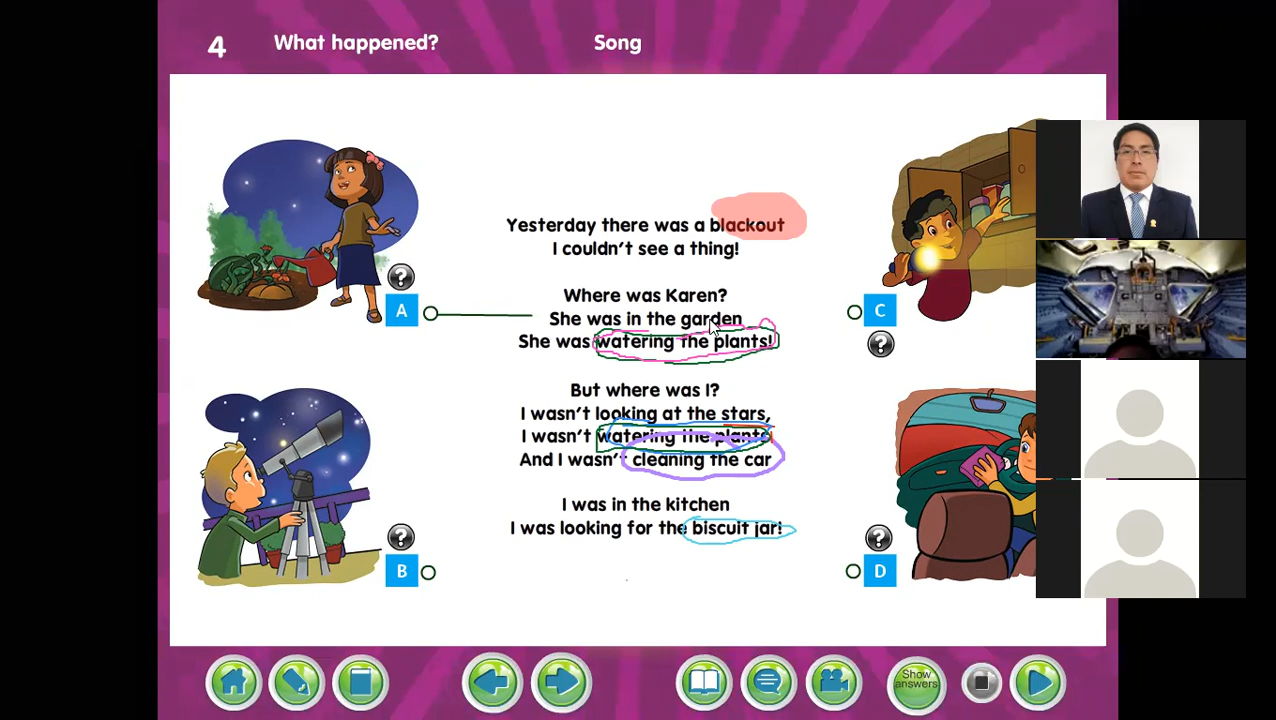 4 What happened? Song
Yesterday there was a blackout
I couldn't see a thing!
Where was Karen?
She was in the garden
She was watering the plants!
But where was I?
I wasn't looking at the stars,
I wasn't watering the plants
And I wasn't cleaning the car
I was in the kitchen
I was looking for the biscuit jar!
?
A
C
?
?
B
?
D
Show
answers